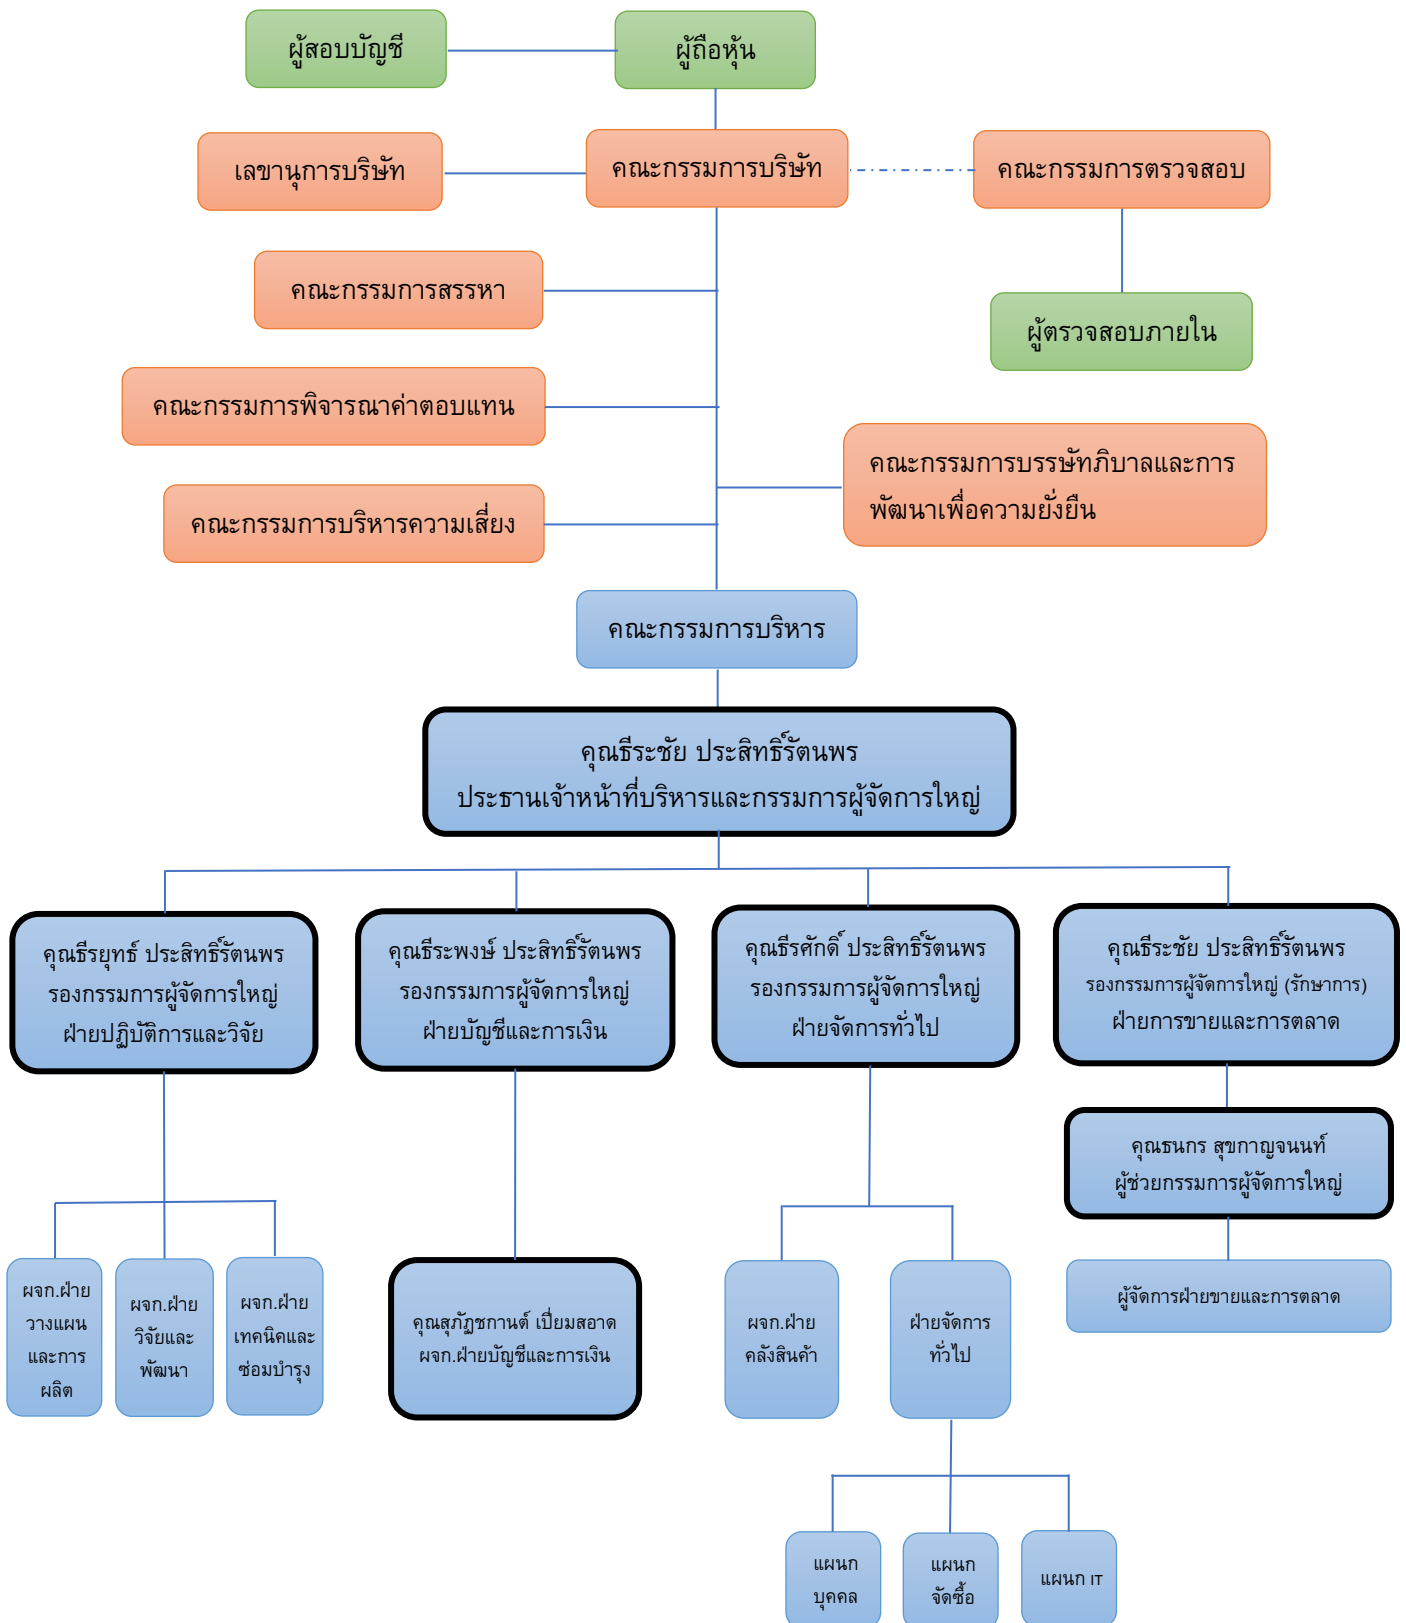 ผู้สอบบัญชี
ผู้ถือหุ้น
เลขานุการบริษัท
คณะกรรมการบริษัท
คณะกรรมการตรวจสอบ
คณะกรรมการสรรหา
ผู้ตรวจสอบภายใน
คณะกรรมการพิจารณาค่าตอบแทน
คณะกรรมการบรรษัทภิบาลและการ
พัฒนาเพื่อความยั่งยืน
คณะกรรมการบริหารความเสี่ยง
คณะกรรมการบริหาร
คุณธีระชัย ประสิทธิ์รัตนพร
ประธานเจ้าหน้าที่บริหารและกรรมการผู้จัดการใหญ่
คุณธีรยุทธ์ ประสิทธิ์รัตนพร
รองกรรมการผู้จัดการใหญ่
ฝ่ายปฏิบัติการและวิจัย
คุณธีระพงษ์ ประสิทธิ์รัตนพร
รองกรรมการผู้จัดการใหญ่
ฝ่ายบัญชีและการเงิน
คุณธีรศักดิ์ ประสิทธิ์รัตนพร
รองกรรมการผู้จัดการใหญ่
ฝ่ายจัดการทั่วไป
คุณธีระชัย ประสิทธิ์รัตนพร
รองกรรมการผู้จัดการใหญ่ (รักษาการ)
ฝ่ายการขายและการตลาด
คุณธนกร สุขกาญจนนท์
ผู้ช่วยกรรมการผู้จัดการใหญ่
ผจก.ฝ่าย
วางแผน
และการ
ผลิต
ผจก.ฝ่าย
วิจัยและ
พัฒนา
ผจก.ฝ่าย
เทคนิคและ
ซ่อมบำรุง
คุณสุภัฏชกานต์ เปี่ยมสอาด
ผจก.ฝ่ายบัญชีและการเงิน
ผจก.ฝ่าย
คลังสินค้า
ฝ่ายจัดการ
ทั่วไป
ผู้จัดการฝ่ายขายและการตลาด
แผนก
บุคคล
แผนก
จัดซื้อ
แผนก IT